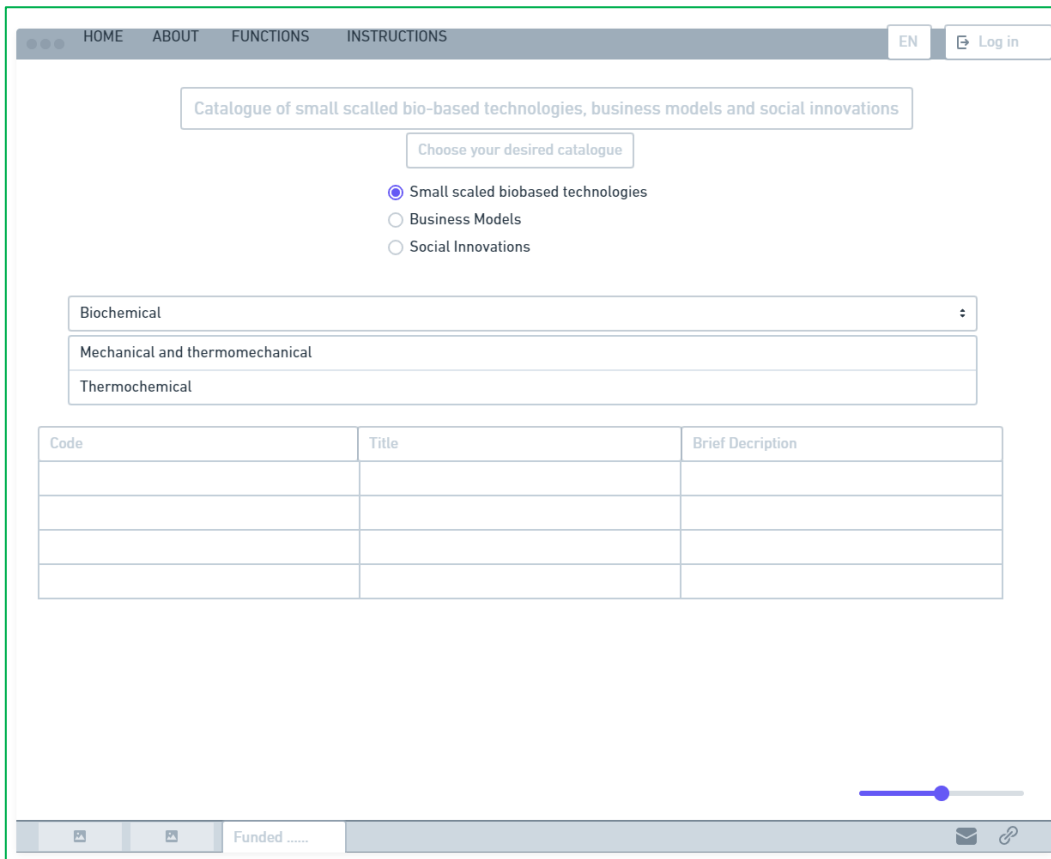 HOME ABOUT FUNCTIONS INSTRUCTIONS EN Log in
Catalogue of small scalled bio-based technologies, business models and social innovations
Choose your desired catalogue
Small scaled biobased technologies
Business Models
Social Innovations
Biochemical
Mechanical and thermomechanical
Thermochemical
Code Title Brief Decription
Funded ......